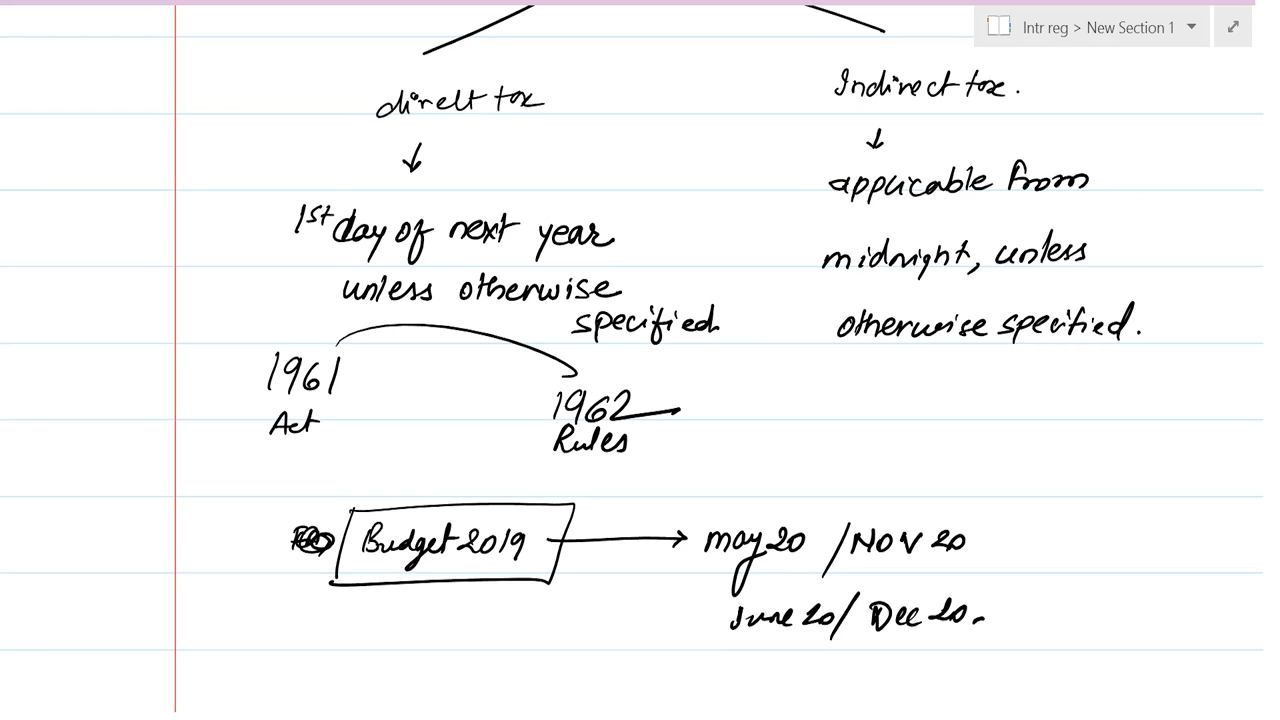 Intr reg > New Section 1
direct tax
Indirect tax.
applicable from
1st day of next year
midnight, unless
unless otherwise
specified
otherwise specified.
1961
Act
1962
Rules
Budget 2019
may 20 / Nov 20
June 20/ Dec 20.